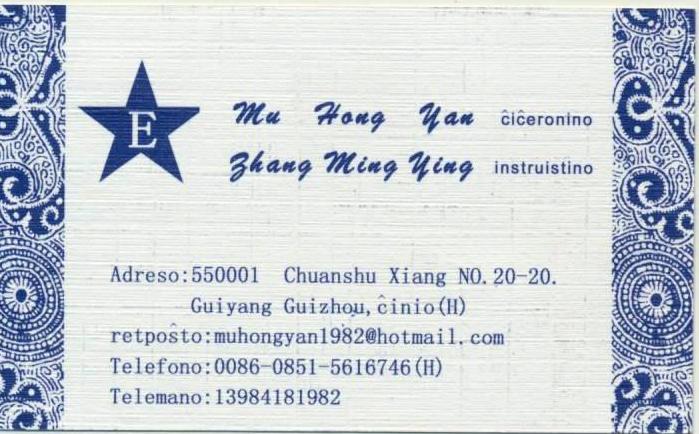 E
Mu Hong Yan ĉiĉeronino
Zhang Ming Ying instruistino
Adreso:550001 Chuanshu Xiang NO.20-20.
Guiyang Guizhou,ĉinio(H)
retpoŝto:muhongyan1982@hotmail.com
Telefono:0086-0851-5616746(H)
Telemano:13984181982